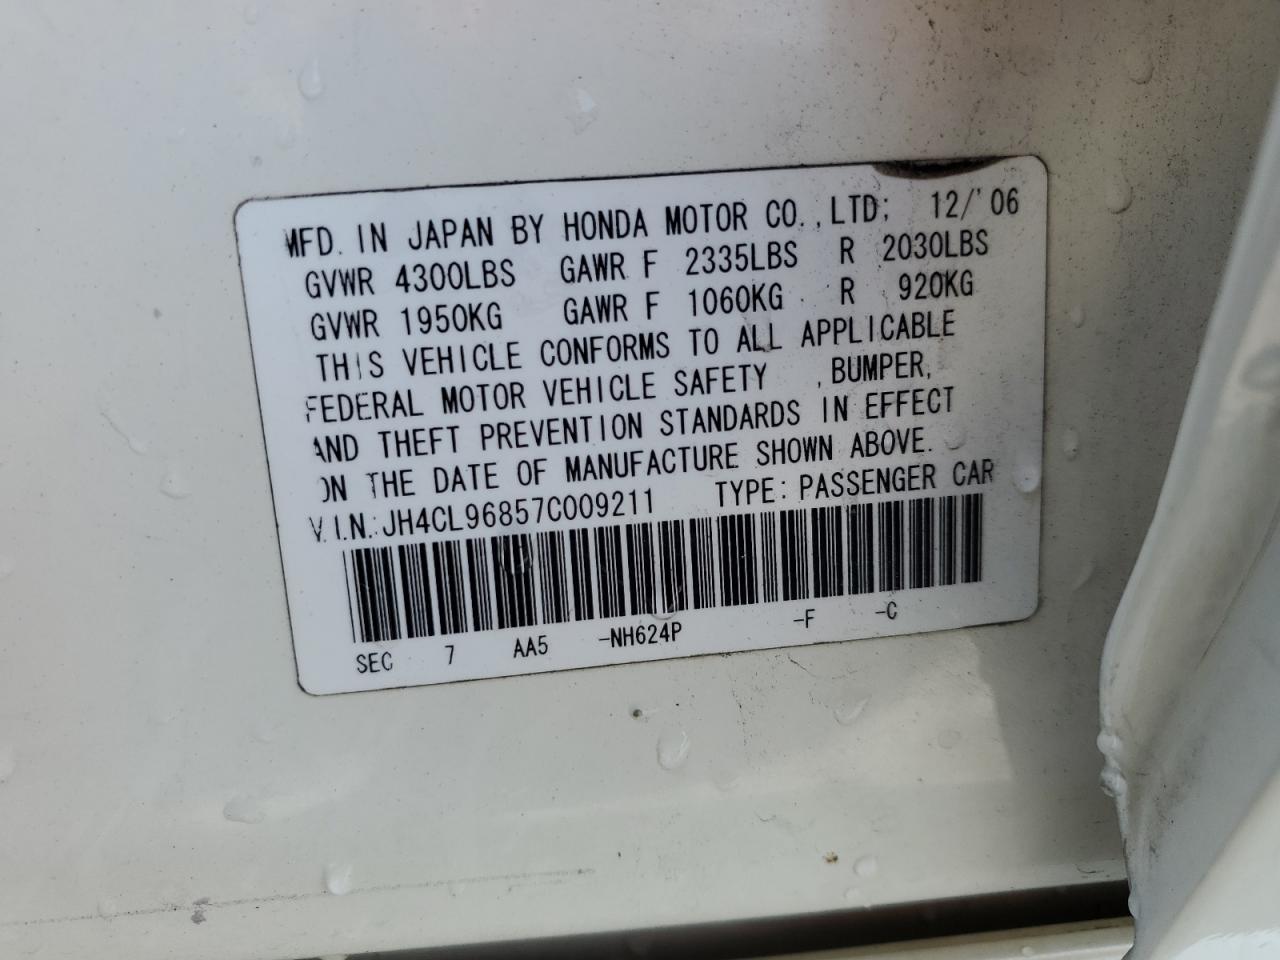 MFD. IN JAPAN BY HONDA MOTOR CO.,LTD; 12/'06
GVWR 4300LBS GAWR F 2335LBS R 2030LBS
GVWR 1950KG GAWR F 1060KG R 920KG
THIS VEHICLE CONFORMS TO ALL APPLICABLE
FEDERAL MOTOR VEHICLE SAFETY , BUMPER,
AND THEFT PREVENTION STANDARDS IN EFFECT
ON THE DATE OF MANUFACTURE SHOWN ABOVE.
V.I.N.:JH4CL96857C009211 TYPE:PASSENGER CAR
SEC 7 AA5 -NH624P -F -C